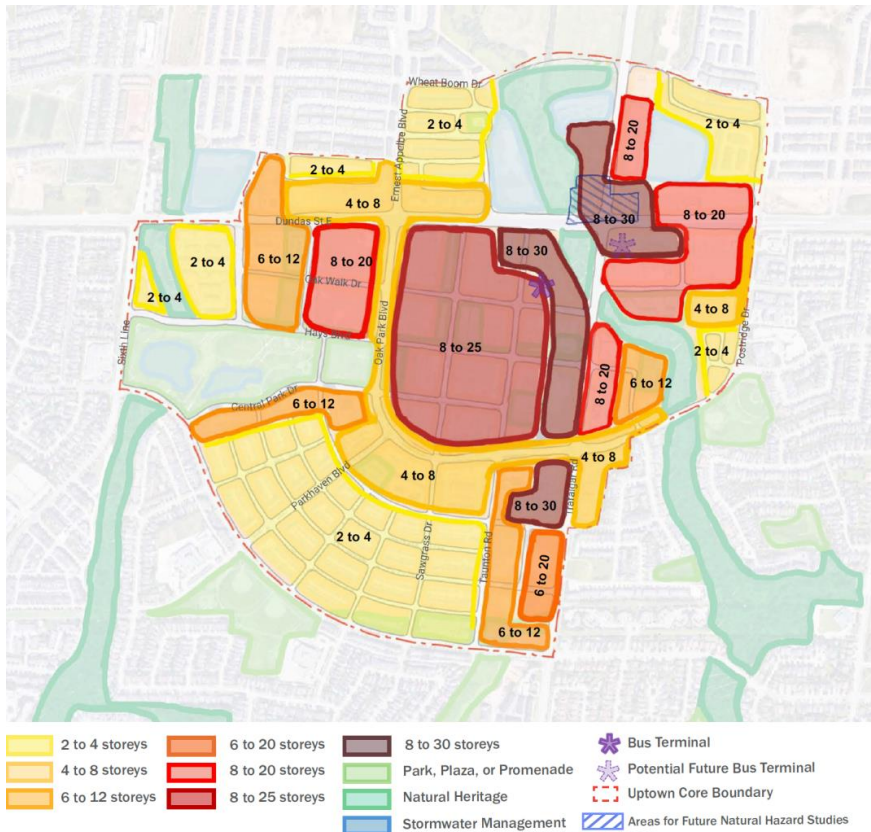 Wheat Boom Dr
2 to 4
Ernest Appelbe Blvd
8 to 20
2 to 4
2 to 4
4 to 8
8 to 30
8 to 20
Dundas St E
6 to 12
8 to 20
8 to 30
2 to 4
Oak Walk Dr
2 to 4
Oak Park Blvd
4 to 8
Postridge Dr
Sixth Line
8 to 25
2 to 4
8 to 20
6 to 12
Central Park Dr
6 to 12
4 to 8
4 to 8
Parkhaven Blvd
Trafalgar Rd
8 to 30
2 to 4
Sawgrass Dr
Taunton Rd
6 to 20
6 to 12
2 to 4 storeys
4 to 8 storeys
6 to 12 storeys
6 to 20 storeys
8 to 20 storeys
8 to 25 storeys
8 to 30 storeys
Park, Plaza, or Promenade
Natural Heritage
Stormwater Management
Bus Terminal
Potential Future Bus Terminal
Uptown Core Boundary
Areas for Future Natural Hazard Studies